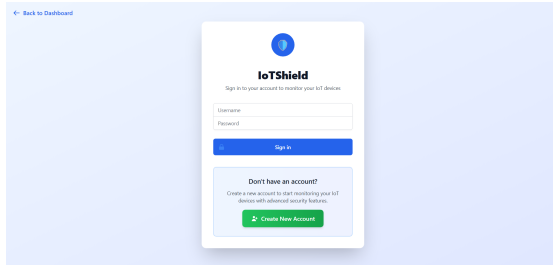 ← Back to Dashboard
IoTShield
Sign in to your account to monitor your IoT devices
Username
Password
Sign in
Don't have an account?
Create a new account to start monitoring your IoT
devices with advanced security features.
Create New Account